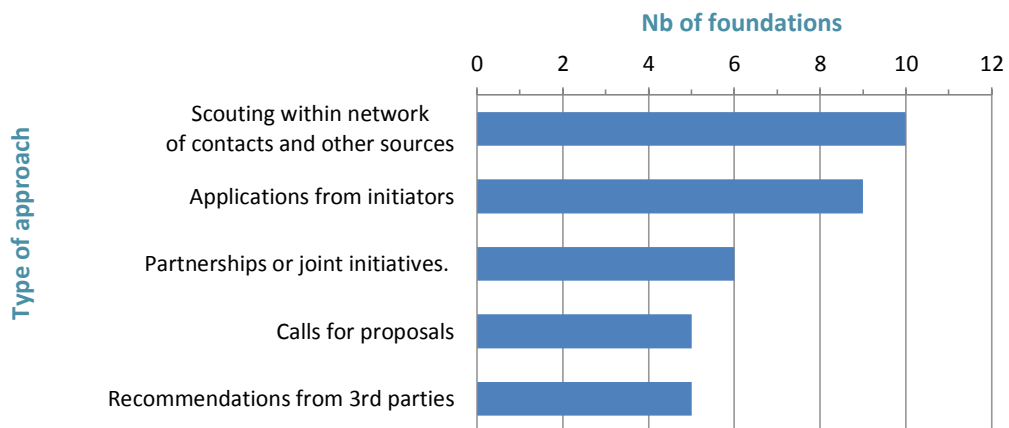 Nb of foundations
0 2 4 6 8 10 12
Type of approach
Scouting within network
of contacts and other sources
Applications from initiators
Partnerships or joint initiatives.
Calls for proposals
Recommendations from 3rd parties